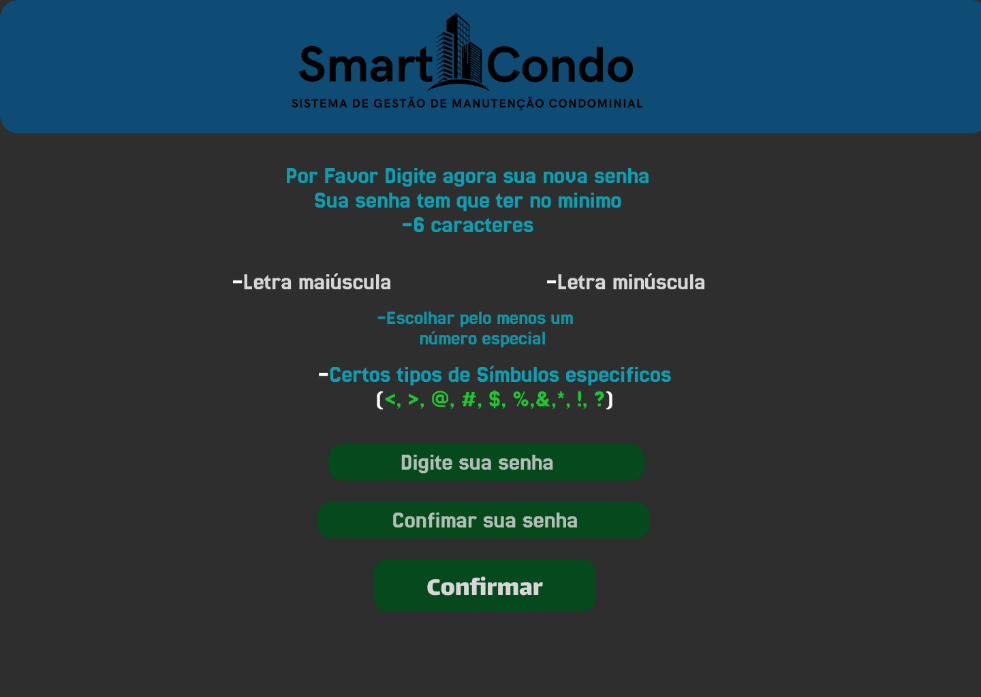 Smart Condo
SISTEMA DE GESTÃO DE MANUTENÇÃO CONDOMINIAL
Por Favor Digite agora sua nova senha
Sua senha tem que ter no minimo
-6 caracteres
-Letra maiúscula
-Letra minúscula
-Escolhar pelo menos um
número especial
-Certos tipos de Símbulos especificos
(<, >, @, #, $, %,&,*, !, ?)
Digite sua senha
Confimar sua senha
Confirmar